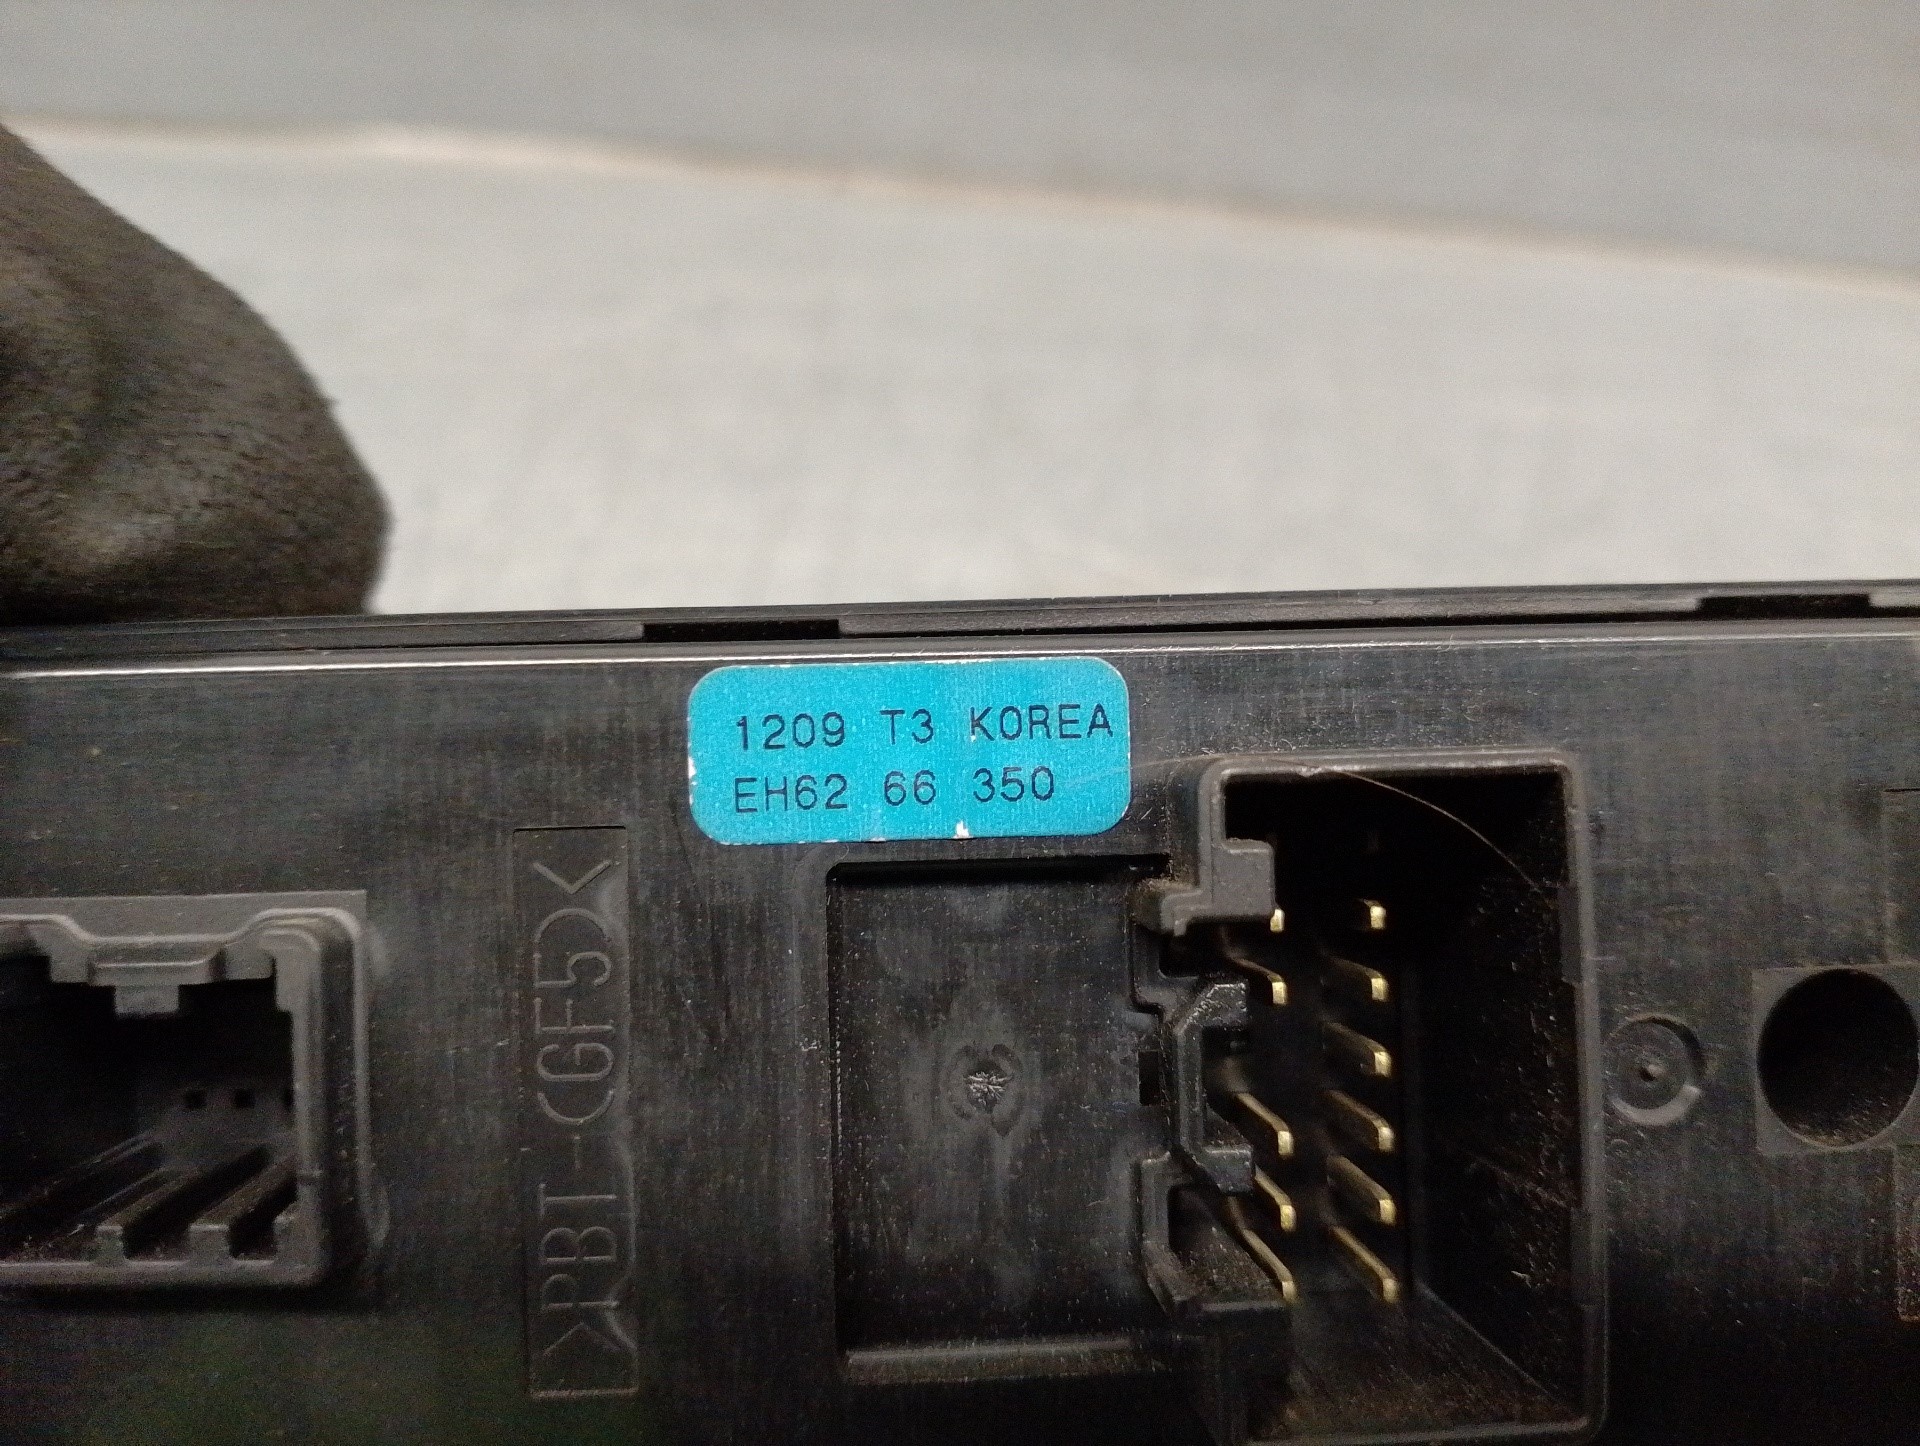 1209 T3 KOREA
EH62 66 350
>PBT-(GF5)<